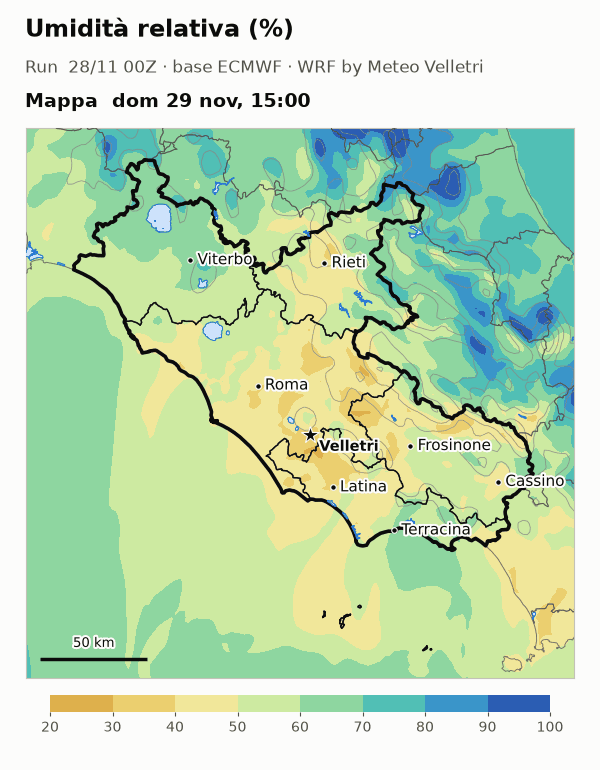 Umidità relativa (%)
Run  28/11 00Z · base ECMWF · WRF by Meteo Velletri
Mappa  dom 29 nov, 15:00
Viterbo
Rieti
Roma
Velletri
Frosinone
Latina
Cassino
Terracina
50 km
20 30 40 50 60 70 80 90 100